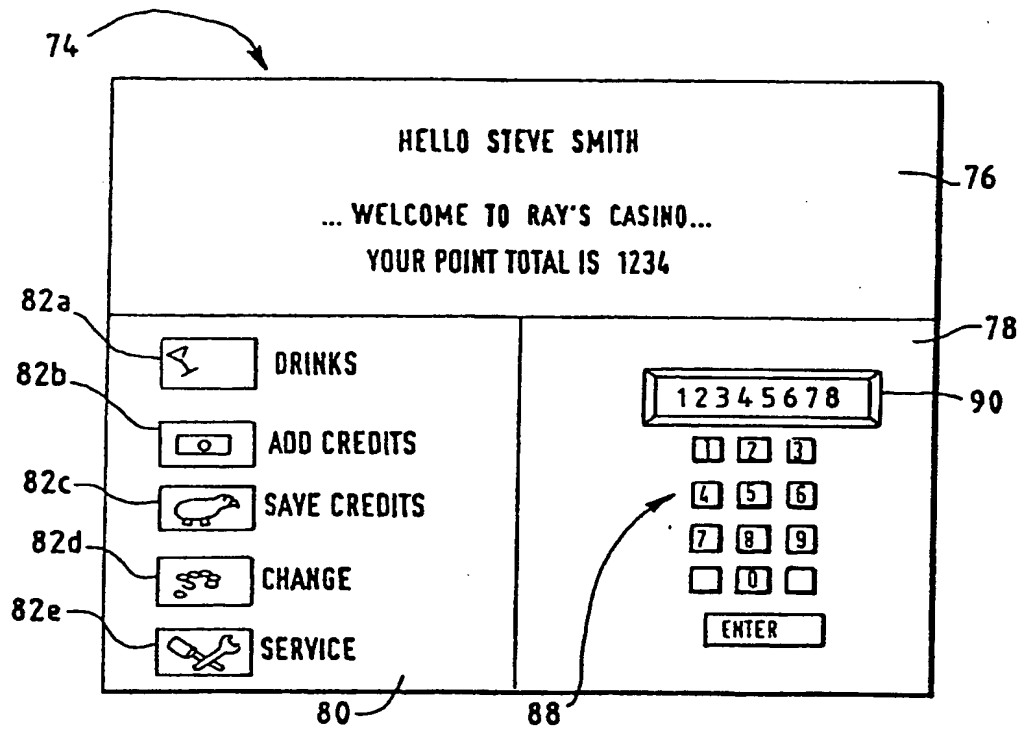 74
HELLO STEVE SMITH
76
... WELCOME TO RAY'S CASINO...
YOUR POINT TOTAL IS 1234
82a
78
DRINKS
82b
12345678
90
1 2 3
ADD CREDITS
82c
4 5 6
SAVE CREDITS
82d
7 8 9
CHANGE
0
82e
ENTER
SERVICE
80
88